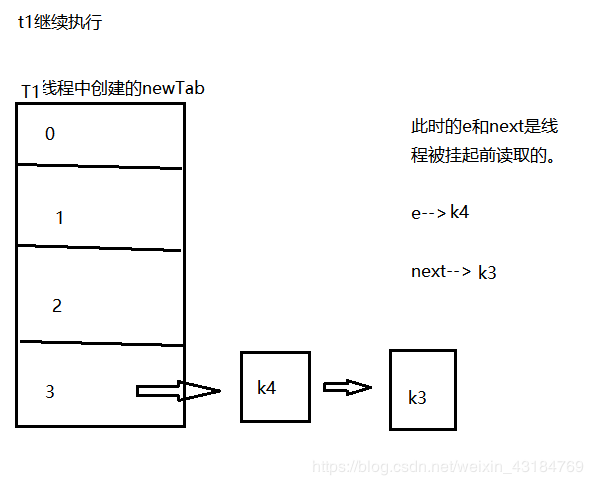 t1继续执行
T1线程中创建的newTab
0
1
2
3
k4
k3
此时的e和next是线
程被挂起前读取的。
e-->k4
next--> k3
https://blog.csdn.net/weixin_43184769